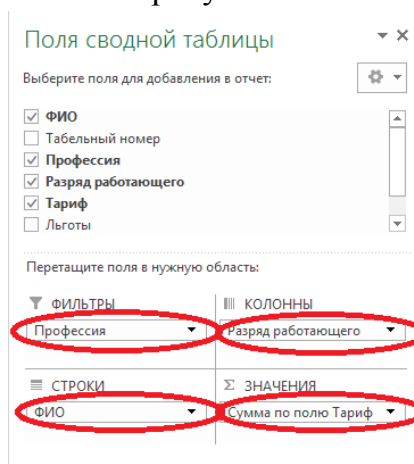 Поля сводной таблицы
Выберите поля для добавления в отчет:
ФИО
Табельный номер
Профессия
Разряд работающего
Тариф
Льготы
Перетащите поля в нужную область:
ФИЛЬТРЫ
Профессия
КОЛОННЫ
Разряд работающего
СТРОКИ
ФИО
Σ ЗНАЧЕНИЯ
Сумма по полю Тариф